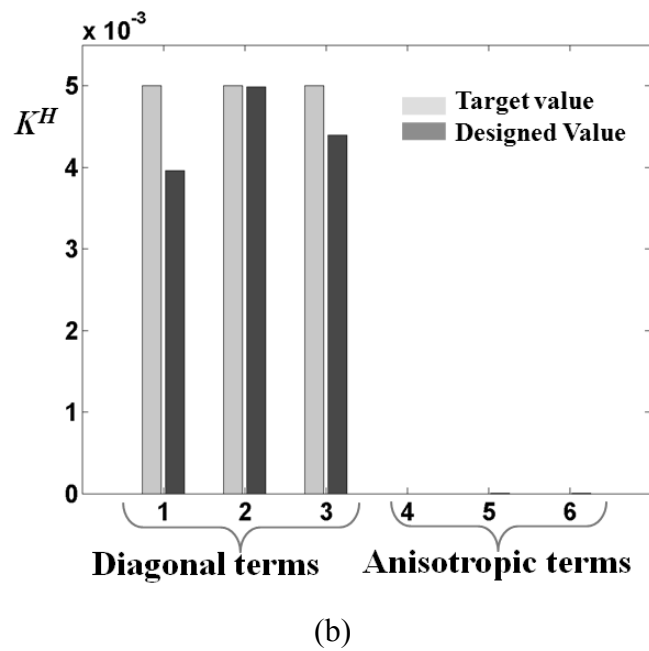 x 10⁻³
5
Target value
K^H
Designed Value
4
3
2
1
0
1 2 3 4 5 6
Diagonal terms Anisotropic terms
(b)